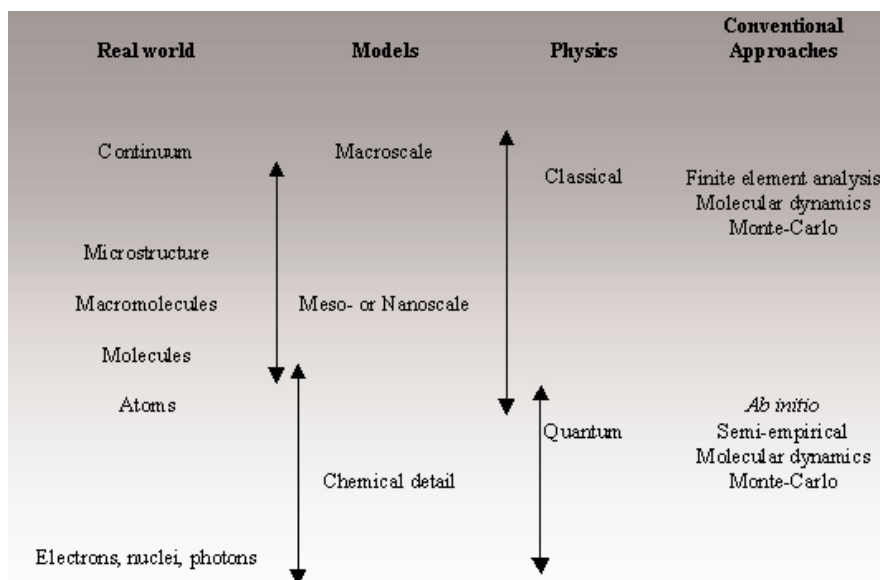 Real world
Models
Physics
Conventional
Approaches
Continuum
Macroscale
Classical
Finite element analysis
Molecular dynamics
Monte-Carlo
Microstructure
Macromolecules
Meso- or Nanoscale
Molecules
Atoms
Ab initio
Quantum
Semi-empirical
Molecular dynamics
Monte-Carlo
Chemical detail
Electrons, nuclei, photons